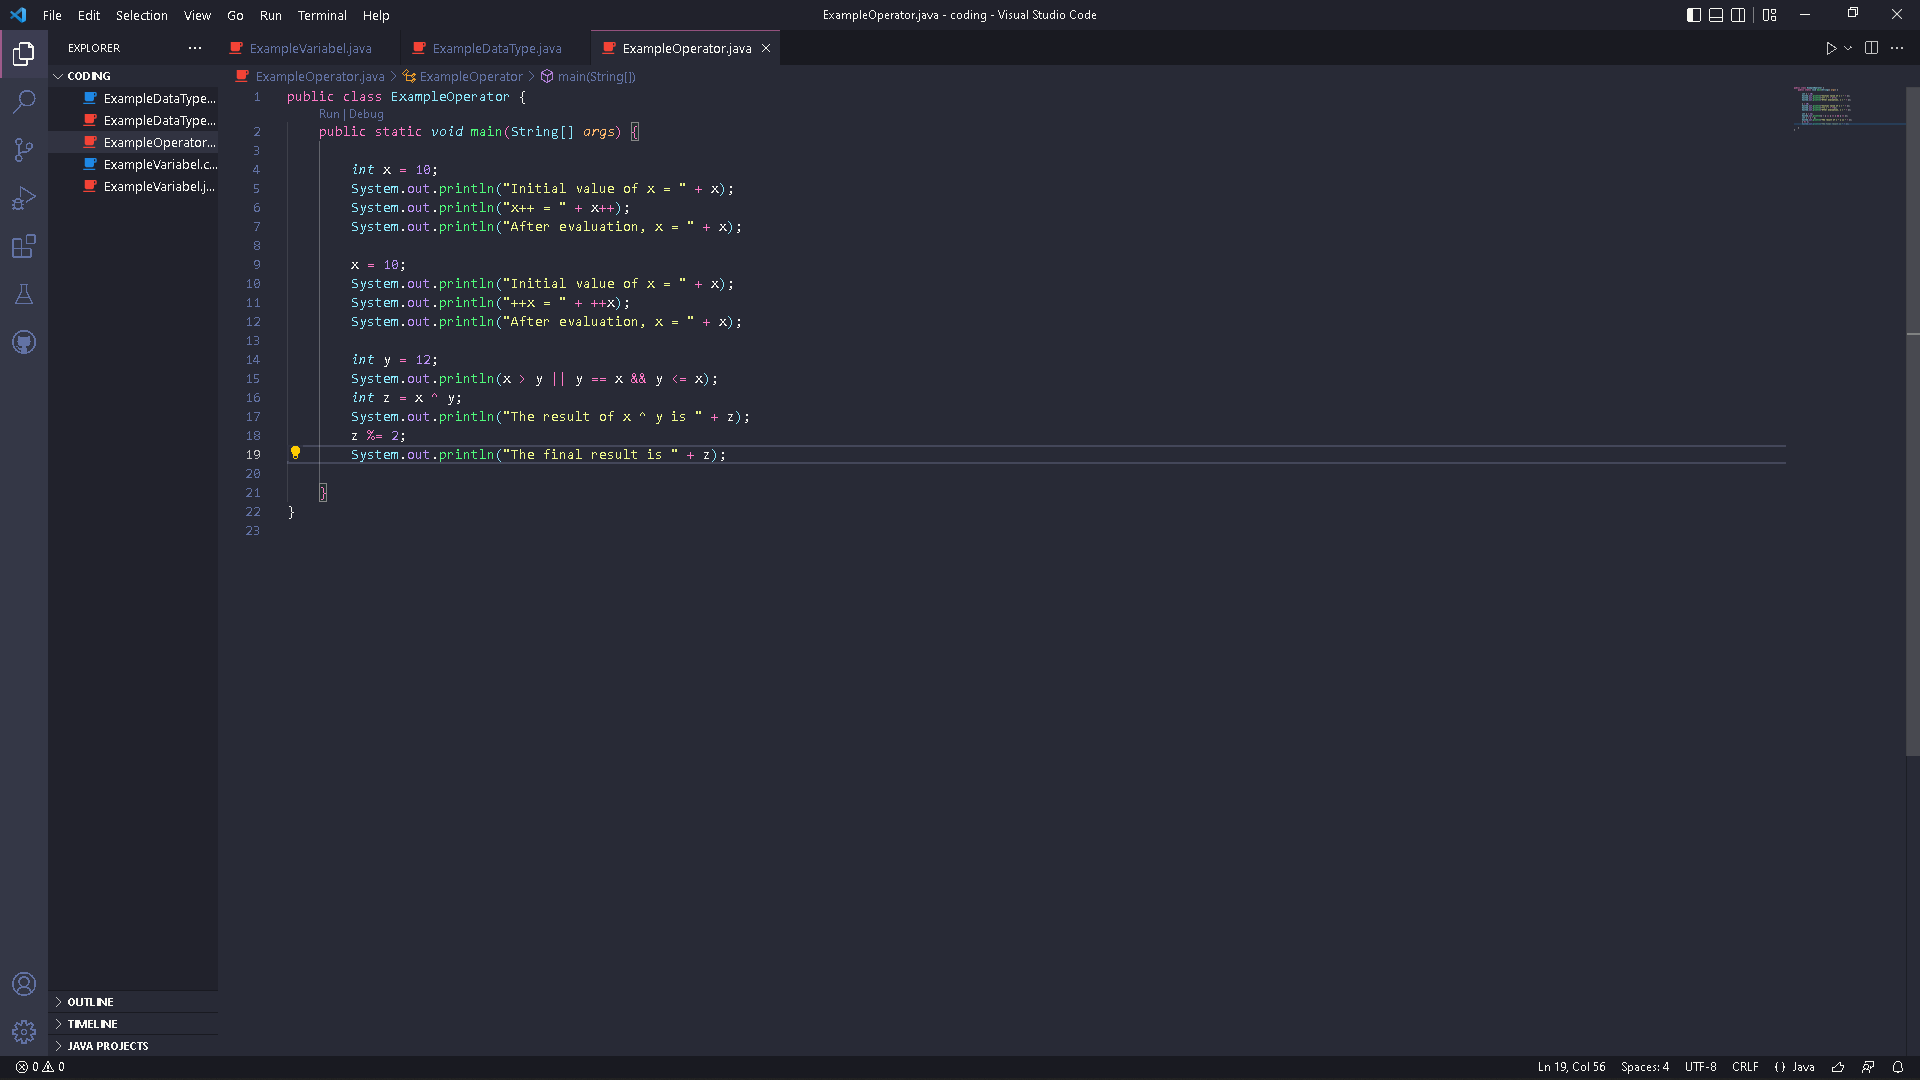 File Edit Selection View Go Run Terminal Help
ExampleOperator.java - coding - Visual Studio Code
EXPLORER
ExampleVariabel.java
ExampleDataType.java
ExampleOperator.java
CODING
ExampleDataType...
ExampleDataType...
ExampleOperator...
ExampleVariabel.c...
ExampleVariabel.j...
ExampleOperator.java > ExampleOperator > main(String[])
1 public class ExampleOperator {
Run | Debug
2 public static void main(String[] args) {
3
4 int x = 10;
5 System.out.println("Initial value of x = " + x);
6 System.out.println("x++ = " + x++);
7 System.out.println("After evaluation, x = " + x);
8
9 x = 10;
10 System.out.println("Initial value of x = " + x);
11 System.out.println("++x = " + ++x);
12 System.out.println("After evaluation, x = " + x);
13
14 int y = 12;
15 System.out.println(x > y || y == x && y <= x);
16 int z = x ^ y;
17 System.out.println("The result of x ^ y is " + z);
18 z %= 2;
19 System.out.println("The final result is " + z);
20
21 }
22 }
23
OUTLINE
TIMELINE
JAVA PROJECTS
0 0
Ln 19, Col 56 Spaces: 4 UTF-8 CRLF {} Java